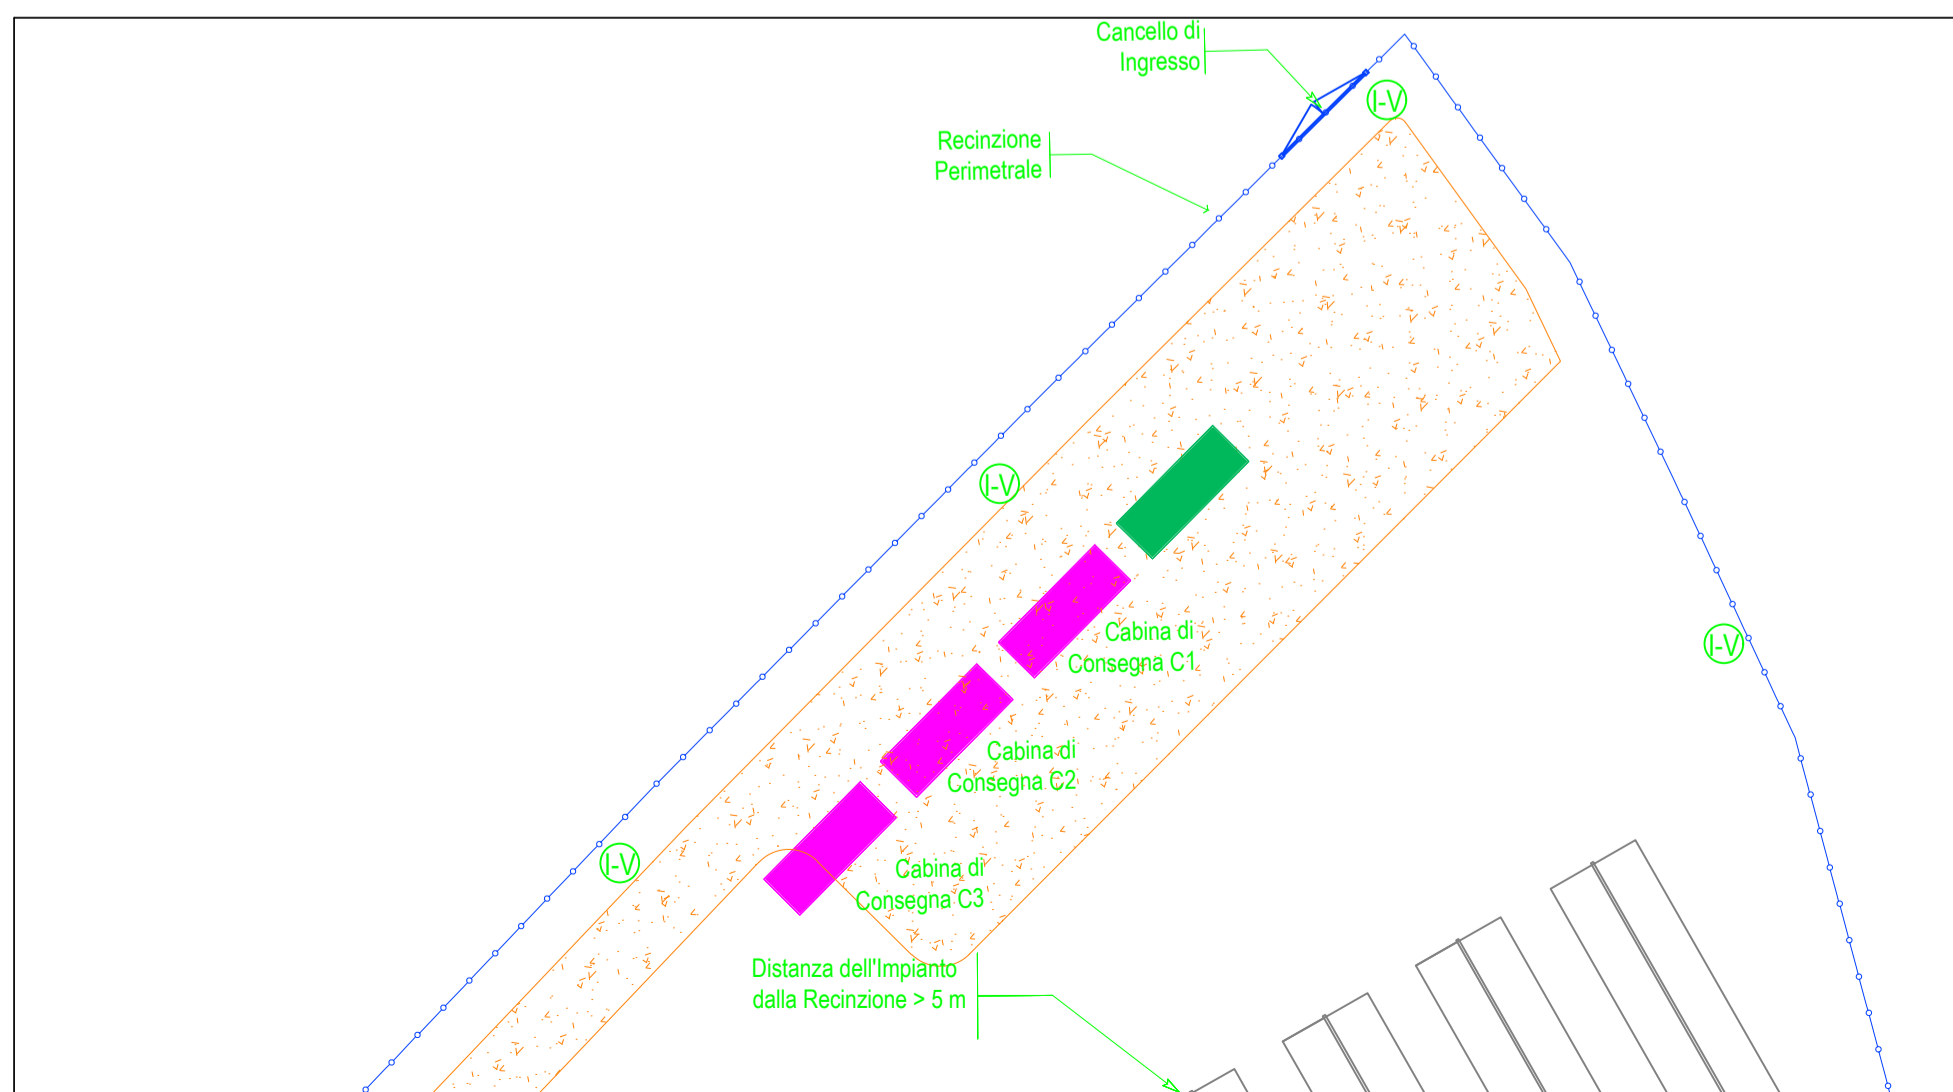 Cancello di
Ingresso
I-V
Recinzione
Perimetrale
I-V
Cabina di
Consegna C1
I-V
Cabina di
Consegna C2
I-V
Cabina di
Consegna C3
Distanza dell'Impianto
dalla Recinzione > 5 m